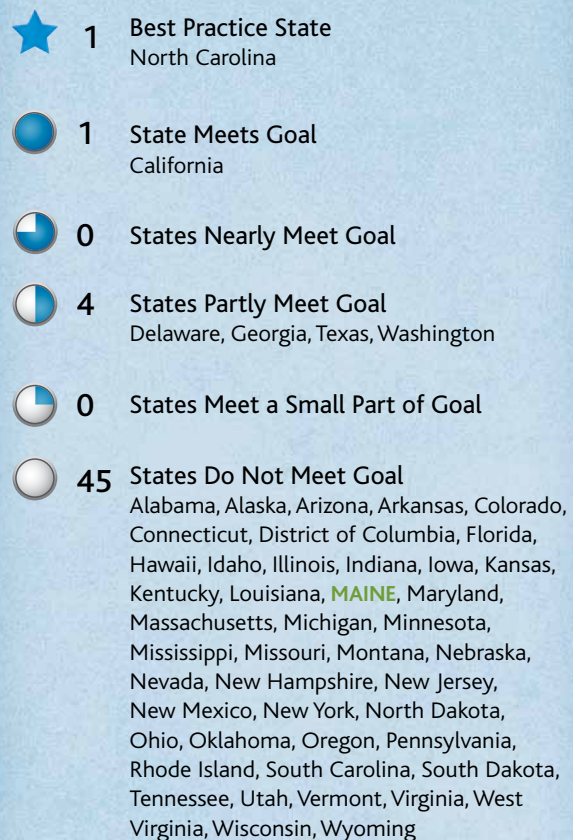 1 Best Practice State
North Carolina
1 State Meets Goal
California
0 States Nearly Meet Goal
4 States Partly Meet Goal
Delaware, Georgia, Texas, Washington
0 States Meet a Small Part of Goal
45 States Do Not Meet Goal
Alabama, Alaska, Arizona, Arkansas, Colorado,
Connecticut, District of Columbia, Florida,
Hawaii, Idaho, Illinois, Indiana, Iowa, Kansas,
Kentucky, Louisiana, MAINE, Maryland,
Massachusetts, Michigan, Minnesota,
Mississippi, Missouri, Montana, Nebraska,
Nevada, New Hampshire, New Jersey,
New Mexico, New York, North Dakota,
Ohio, Oklahoma, Oregon, Pennsylvania,
Rhode Island, South Carolina, South Dakota,
Tennessee, Utah, Vermont, Virginia, West
Virginia, Wisconsin, Wyoming